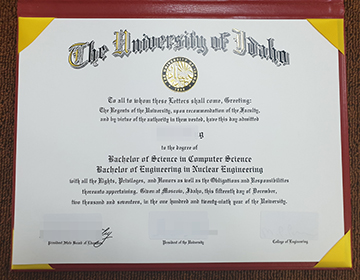 The University of Idaho
To all to whom these Letters shall come, Greeting:
The Regents of the University, upon recommendation of the Faculty,
and by virtue of the authority in them vested, have this day admitted
g
to the degree of
Bachelor of Science in Computer Science
Bachelor of Engineering in Nuclear Engineering
with all the Rights, Privileges, and Honors as well as the Obligations and Responsibilities
thereunto appertaining. Given at Moscow, Idaho, this fifteenth day of December,
two thousand and seventeen, in the one hundred and twenty-ninth year of the University.
President State Board of
President of the University
College of Engineering